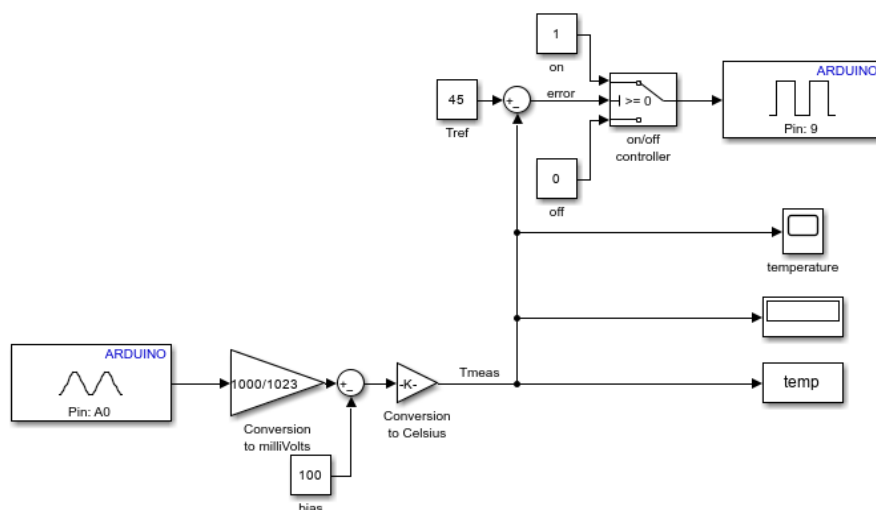 1
on
ARDUINO
Pin: 9
45
Tref
+
-
error
>= 0
on/off
controller
0
off
temperature
ARDUINO
Pin: A0
1000/1023
Conversion
to milliVolts
+
-
-K-
Conversion
to Celsius
Tmeas
temp
100
bias